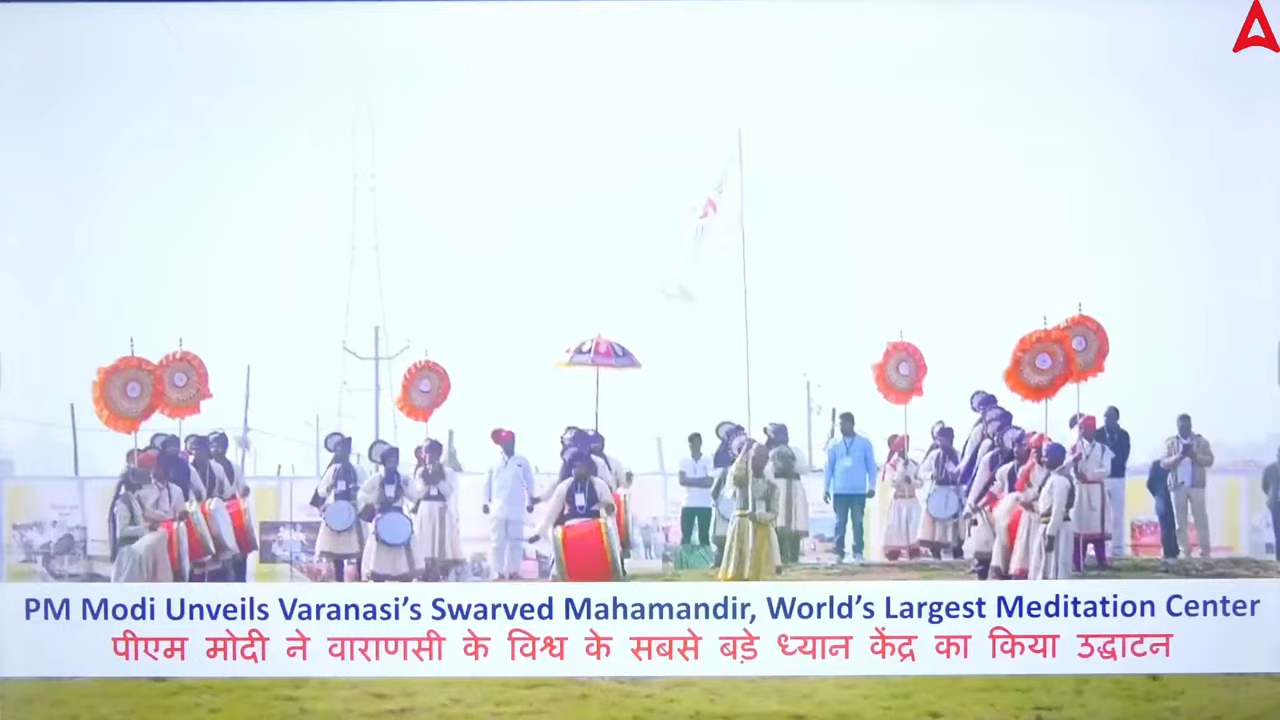 PM Modi Unveils Varanasi's Swarved Mahamandir, World's Largest Meditation Center
पीएम मोदी ने वाराणसी के विश्व के सबसे बड़े ध्यान केंद्र का किया उद्घाटन